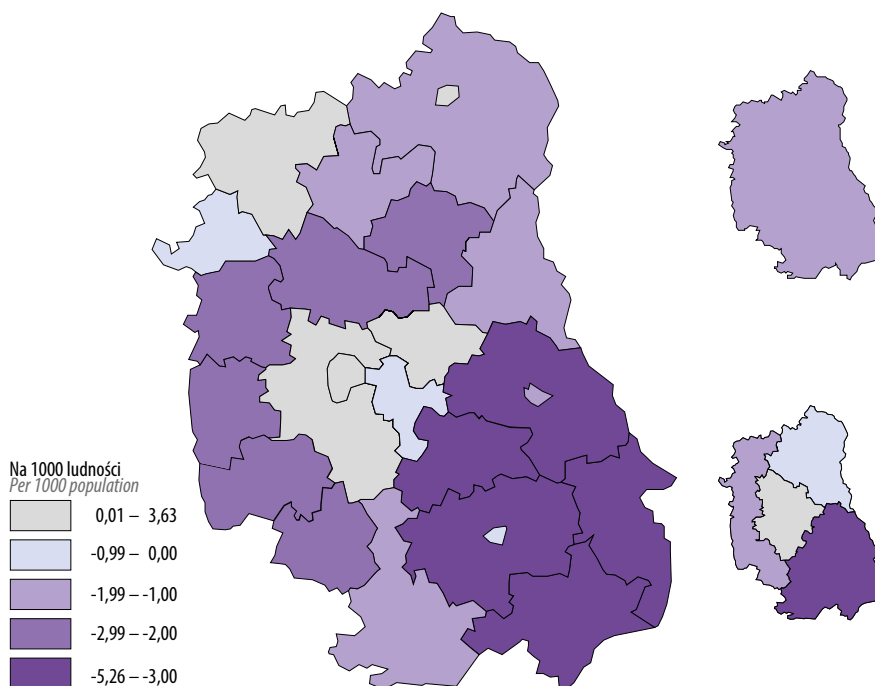 Na 1000 ludności
Per 1000 population
0,01 – 3,63
-0,99 – 0,00
-1,99 – -1,00
-2,99 – -2,00
-5,26 – -3,00